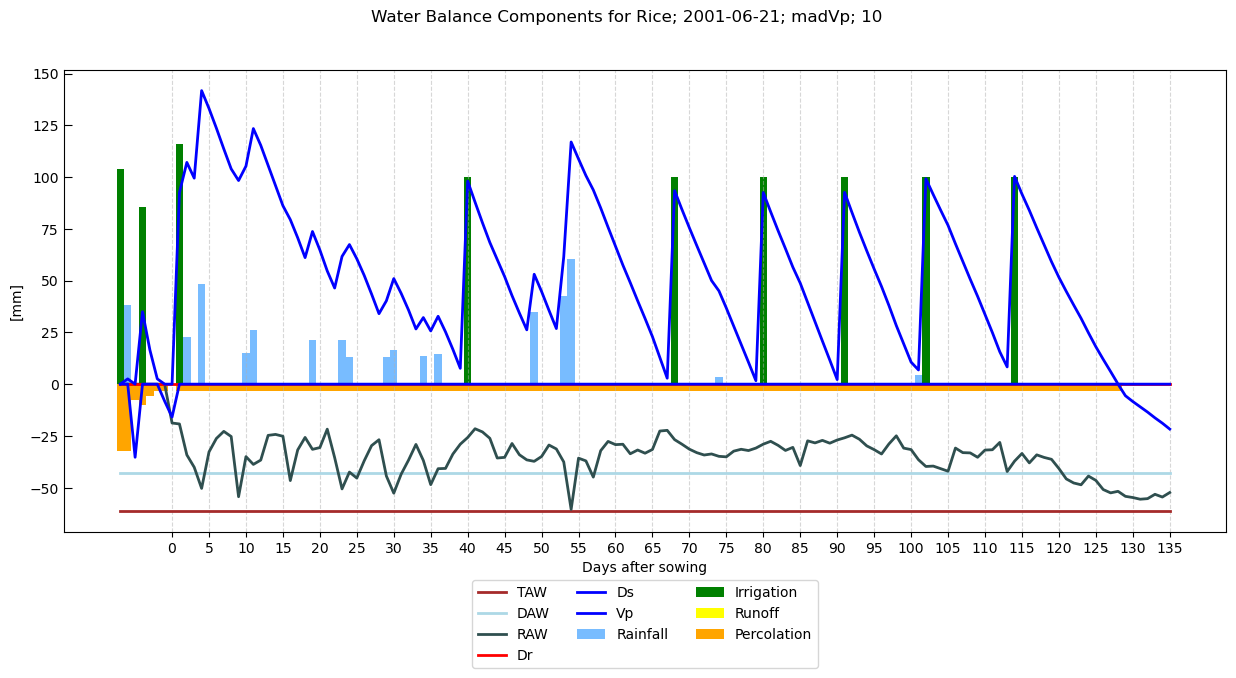 Water Balance Components for Rice; 2001-06-21; madVp; 10
150
125
100
75
50
25
0
−25
−50
[mm]
0 5 10 15 20 25 30 35 40 45 50 55 60 65 70 75 80 85 90 95 100 105 110 115 120 125 130 135
Days after sowing
TAW
DAW
RAW
Dr
Ds
Vp
Rainfall
Irrigation
Runoff
Percolation